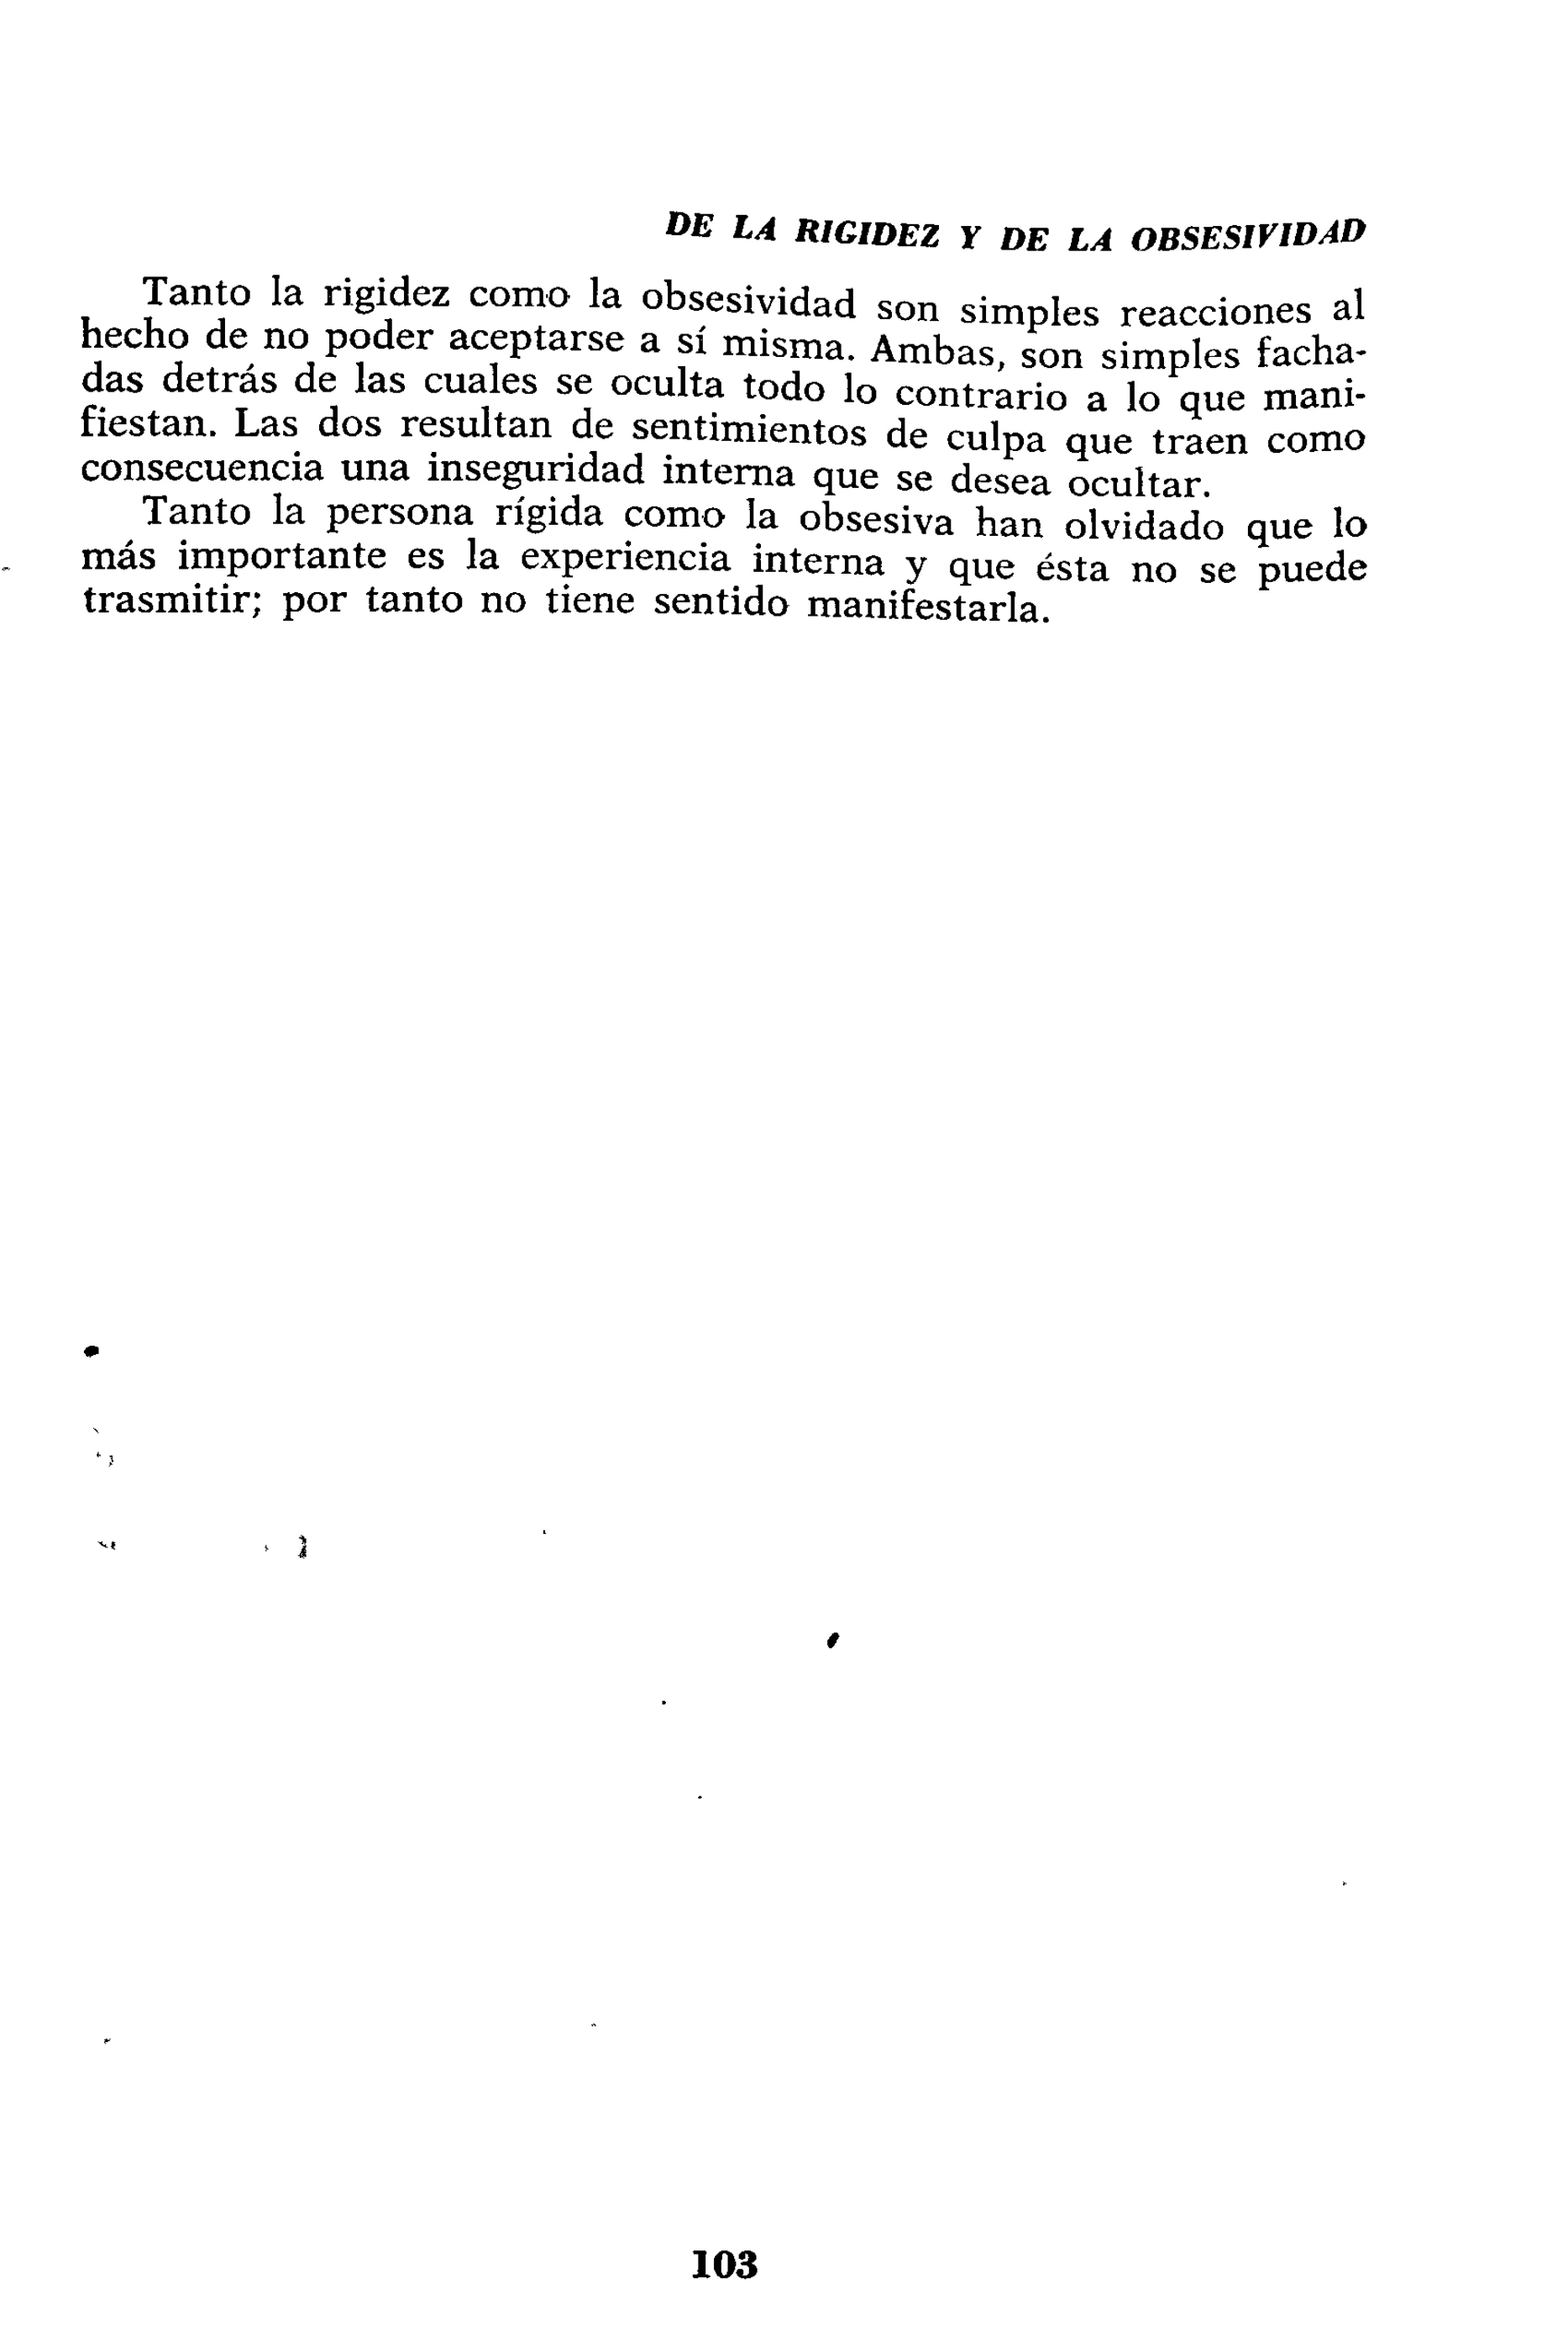 DE LA RIGIDEZ Y DE LA OBSESIVIDAD
Tanto la rigidez como la obsesividad son simples reacciones al
hecho de no poder aceptarse a sí misma. Ambas, son simples facha-
das detrás de las cuales se oculta todo lo contrario a lo que mani-
fiestan. Las dos resultan de sentimientos de culpa que traen como
consecuencia una inseguridad interna que se desea ocultar.
Tanto la persona rígida como la obsesiva han olvidado que lo
más importante es la experiencia interna y que ésta no se puede
trasmitir; por tanto no tiene sentido manifestarla.
103